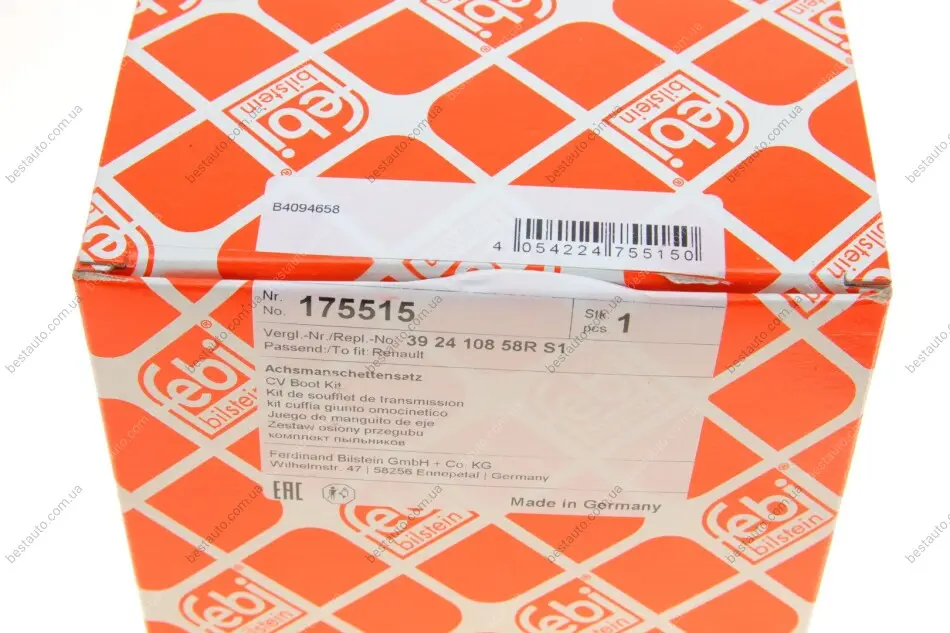 febi
bilstein
B4094658
4 054224 755150
Nr.
No. 175515
Stk
pcs 1
Vergl.-Nr./Repl.-No. 39 24 108 58R S1
Passend:/To fit: Renault
Achsmanschettensatz
CV Boot Kit
Kit de soufflet de transmission
kit cuffia giunto omocinetico
Juego de manguito de eje
Zestaw osłony przegubu
комплект пыльников
Ferdinand Bilstein GmbH + Co. KG
Wilhelmstr. 47 | 58256 Ennepetal | Germany
EAC
Made in Germany
febi
bilstein
bestauto.com.ua